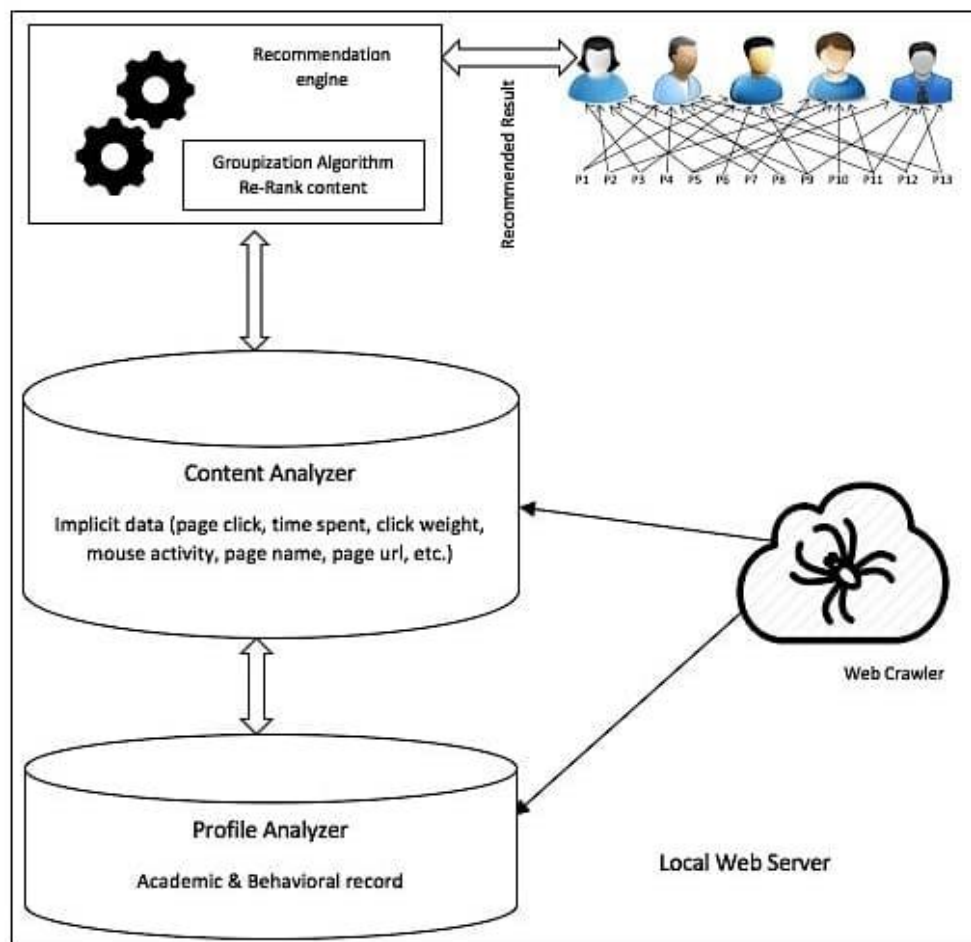 Recommendation
engine
Groupization Algorithm
Re-Rank content
Recommended Result
P1 P2 P3 P4 P5 P6 P7 P8 P9 P10 P11 P12 P13
Content Analyzer
Implicit data (page click, time spent, click weight,
mouse activity, page name, page url, etc.)
Web Crawler
Profile Analyzer
Academic & Behavioral record
Local Web Server